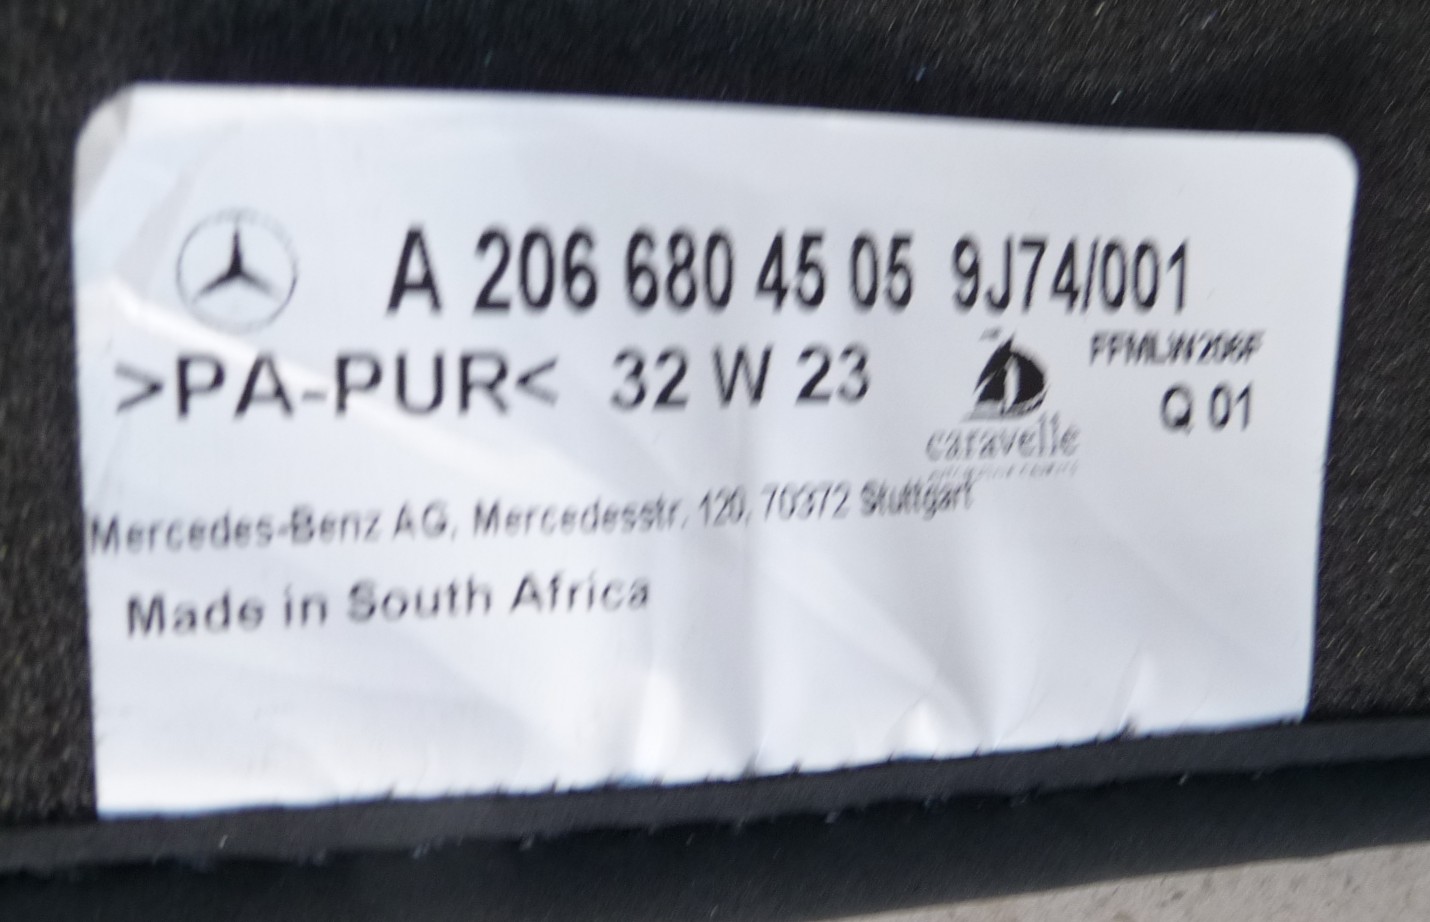 A 206 680 45 05 9J74/001
>PA-PUR< 32 W 23
FFMLW206F
Q 01
caravelle
Mercedes-Benz AG, Mercedesstr. 120, 70372 Stuttgart
Made in South Africa